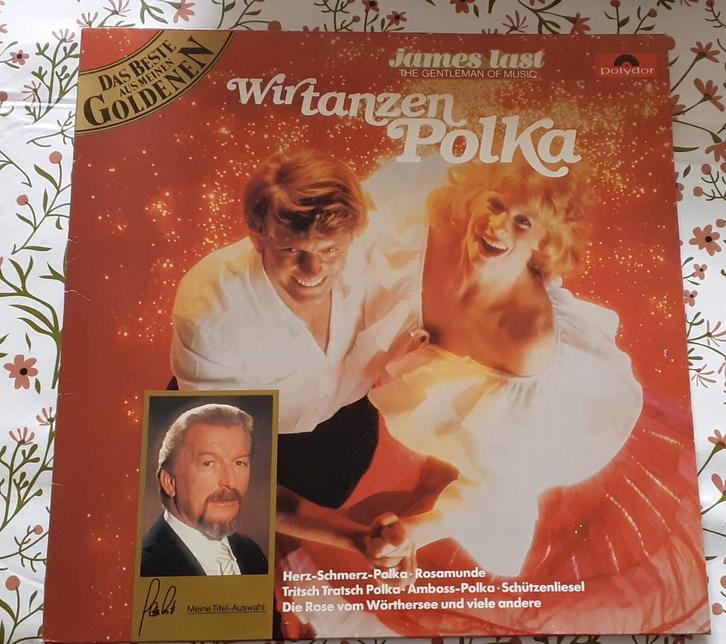 DAS BESTE
AUS MEINEN
GOLDENEN
james last
THE GENTLEMAN OF MUSIC
polydor
Wir tanzen
Polka
Meine Titel-Auswahl.
Herz-Schmerz-Polka · Rosamunde
Tritsch Tratsch Polka · Amboss-Polka · Schützenliesel
Die Rose vom Wörthersee und viele andere